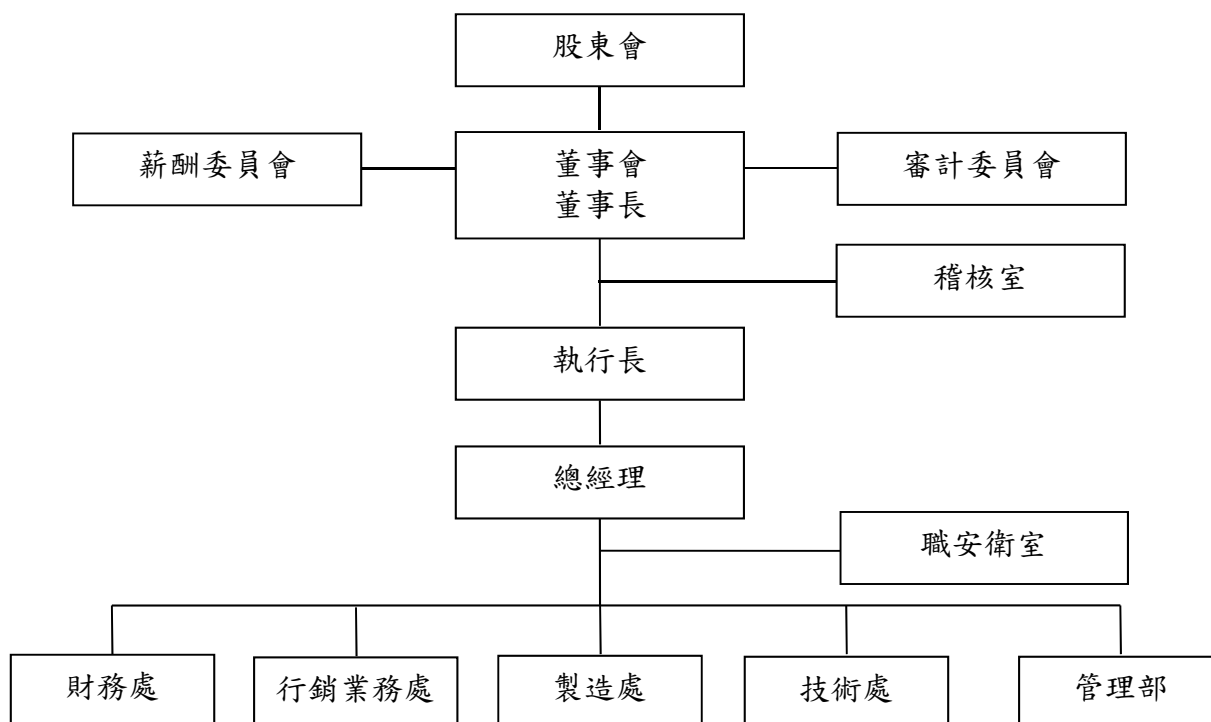 股東會
薪酬委員會
董事會
董事長
審計委員會
稽核室
執行長
總經理
職安衛室
財務處
行銷業務處
製造處
技術處
管理部